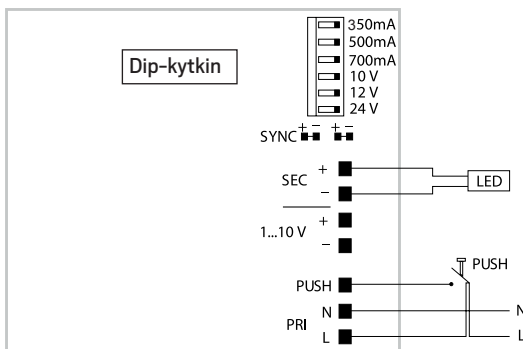 350mA
500mA
700mA
10 V
12 V
24 V
Dip-kytkin
SYNC + − + −
SEC +
−
LED
1...10 V +
−
PUSH
PUSH
PRI N
L
N
L